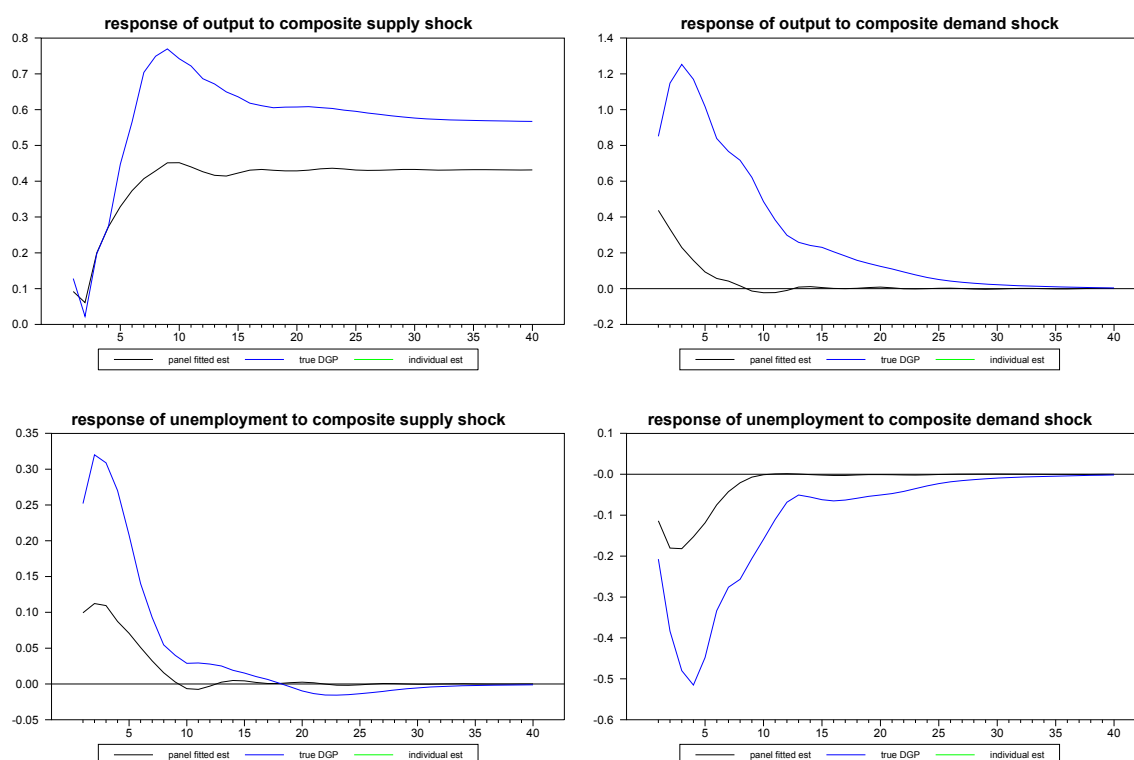 response of output to composite supply shock
0.8
0.7
0.6
0.5
0.4
0.3
0.2
0.1
0.0
5 10 15 20 25 30 35 40
panel fitted est true DGP individual est
response of output to composite demand shock
1.4
1.2
1.0
0.8
0.6
0.4
0.2
0.0
-0.2
5 10 15 20 25 30 35 40
panel fitted est true DGP individual est
response of unemployment to composite supply shock
0.35
0.30
0.25
0.20
0.15
0.10
0.05
0.00
-0.05
5 10 15 20 25 30 35 40
panel fitted est true DGP individual est
response of unemployment to composite demand shock
0.1
-0.0
-0.1
-0.2
-0.3
-0.4
-0.5
-0.6
5 10 15 20 25 30 35 40
panel fitted est true DGP individual est